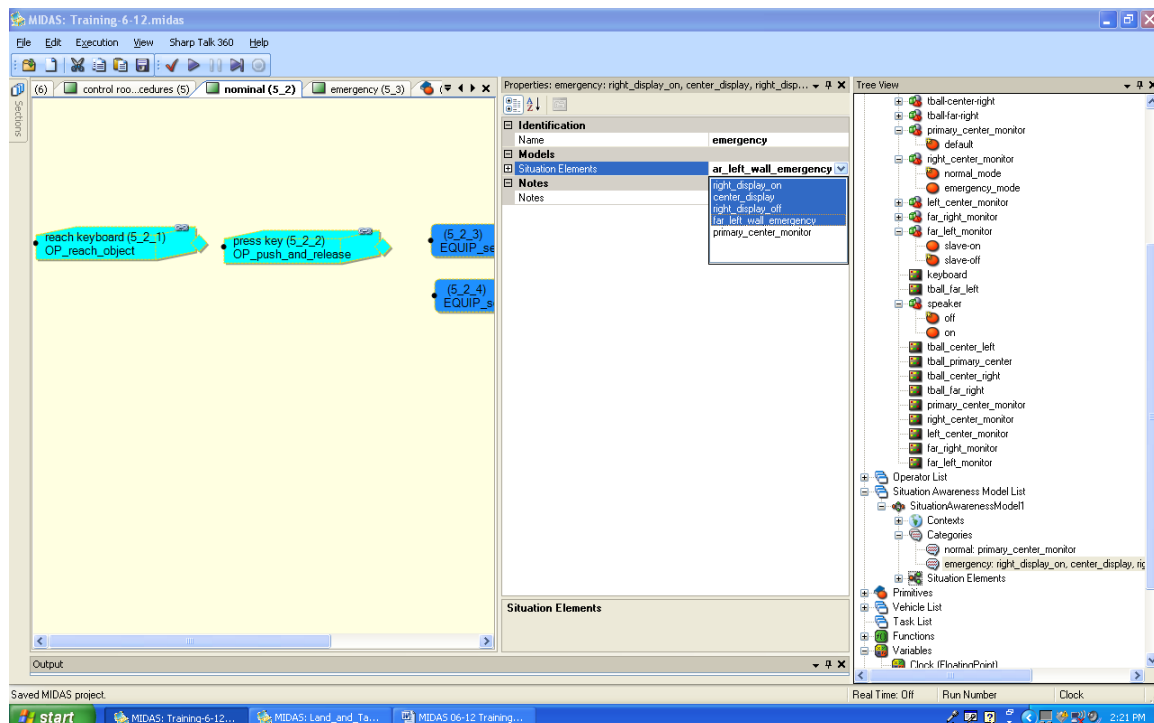 MIDAS: Training-6-12.midas
File Edit Execution View Sharp Talk 360 Help
Sections
(6) control roo...cedures (5) nominal (5_2) emergency (5_3)
reach keyboard (5_2_1)
OP_reach_object
press key (5_2_2)
OP_push_and_release
(5_2_3)
EQUIP_se
(5_2_4)
EQUIP_s
Properties: emergency: right_display_on, center_display, right_disp...
Identification
Name emergency
Models
Situation Elements ar_left_wall_emergency
Notes
Notes
right_display_on
center_display
right_display_off
far_left_wall_emergency
primary_center_monitor
Situation Elements
Tree View
tball-center-right
tball-far-right
primary_center_monitor
default
right_center_monitor
normal_mode
emergency_mode
left_center_monitor
far_right_monitor
far_left_monitor
slave-on
slave-off
keyboard
tball_far_left
speaker
off
on
tball_center_left
tball_primary_center
tball_center_right
tball_far_right
primary_center_monitor
right_center_monitor
left_center_monitor
far_right_monitor
far_left_monitor
Operator List
Situation Awareness Model List
SituationAwarenessModel1
Contexts
Categories
normal: primary_center_monitor
emergency: right_display_on, center_display, rig
Situation Elements
Primitives
Vehicle List
Task List
Functions
Variables
Clock (FloatingPoint)
Output
Saved MIDAS project.
Real Time: Off Run Number Clock
start MIDAS: Training-6-12... MIDAS: Land_and_Ta... MIDAS 06-12 Training... 2:21 PM